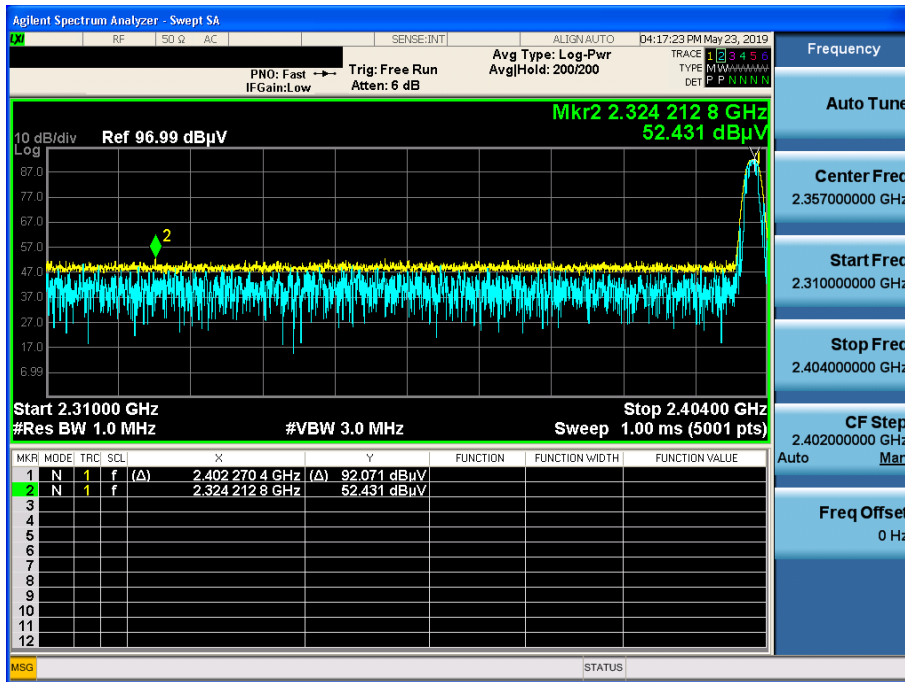 Agilent Spectrum Analyzer - Swept SA
LXI RF 50 Ω AC SENSE:INT ALIGN AUTO 04:17:23 PM May 23, 2019
PNO: Fast Trig: Free Run Avg Type: Log-Pwr TRACE 1 2 3 4 5 6
IFGain:Low Atten: 6 dB Avg|Hold: 200/200 TYPE M W W W W W
DET P P N N N N
Mkr2 2.324 212 8 GHz
52.431 dBµV
10 dB/div Ref 96.99 dBµV
Log
1
87.0
77.0
67.0
2
57.0
47.0
37.0
27.0
17.0
6.99
Start 2.31000 GHz Stop 2.40400 GHz
#Res BW 1.0 MHz #VBW 3.0 MHz Sweep 1.00 ms (5001 pts)
MKR MODE TRC SCL X Y FUNCTION FUNCTION WIDTH FUNCTION VALUE
1 N 1 f (Δ) 2.402 270 4 GHz (Δ) 92.071 dBµV
2 N 1 f 2.324 212 8 GHz 52.431 dBµV
3
4
5
6
7
8
9
10
11
12
MSG STATUS
Frequency
Auto Tune
Center Freq
2.357000000 GHz
Start Freq
2.310000000 GHz
Stop Freq
2.404000000 GHz
CF Step
2.402000000 GHz
Auto Man
Freq Offset
0 Hz